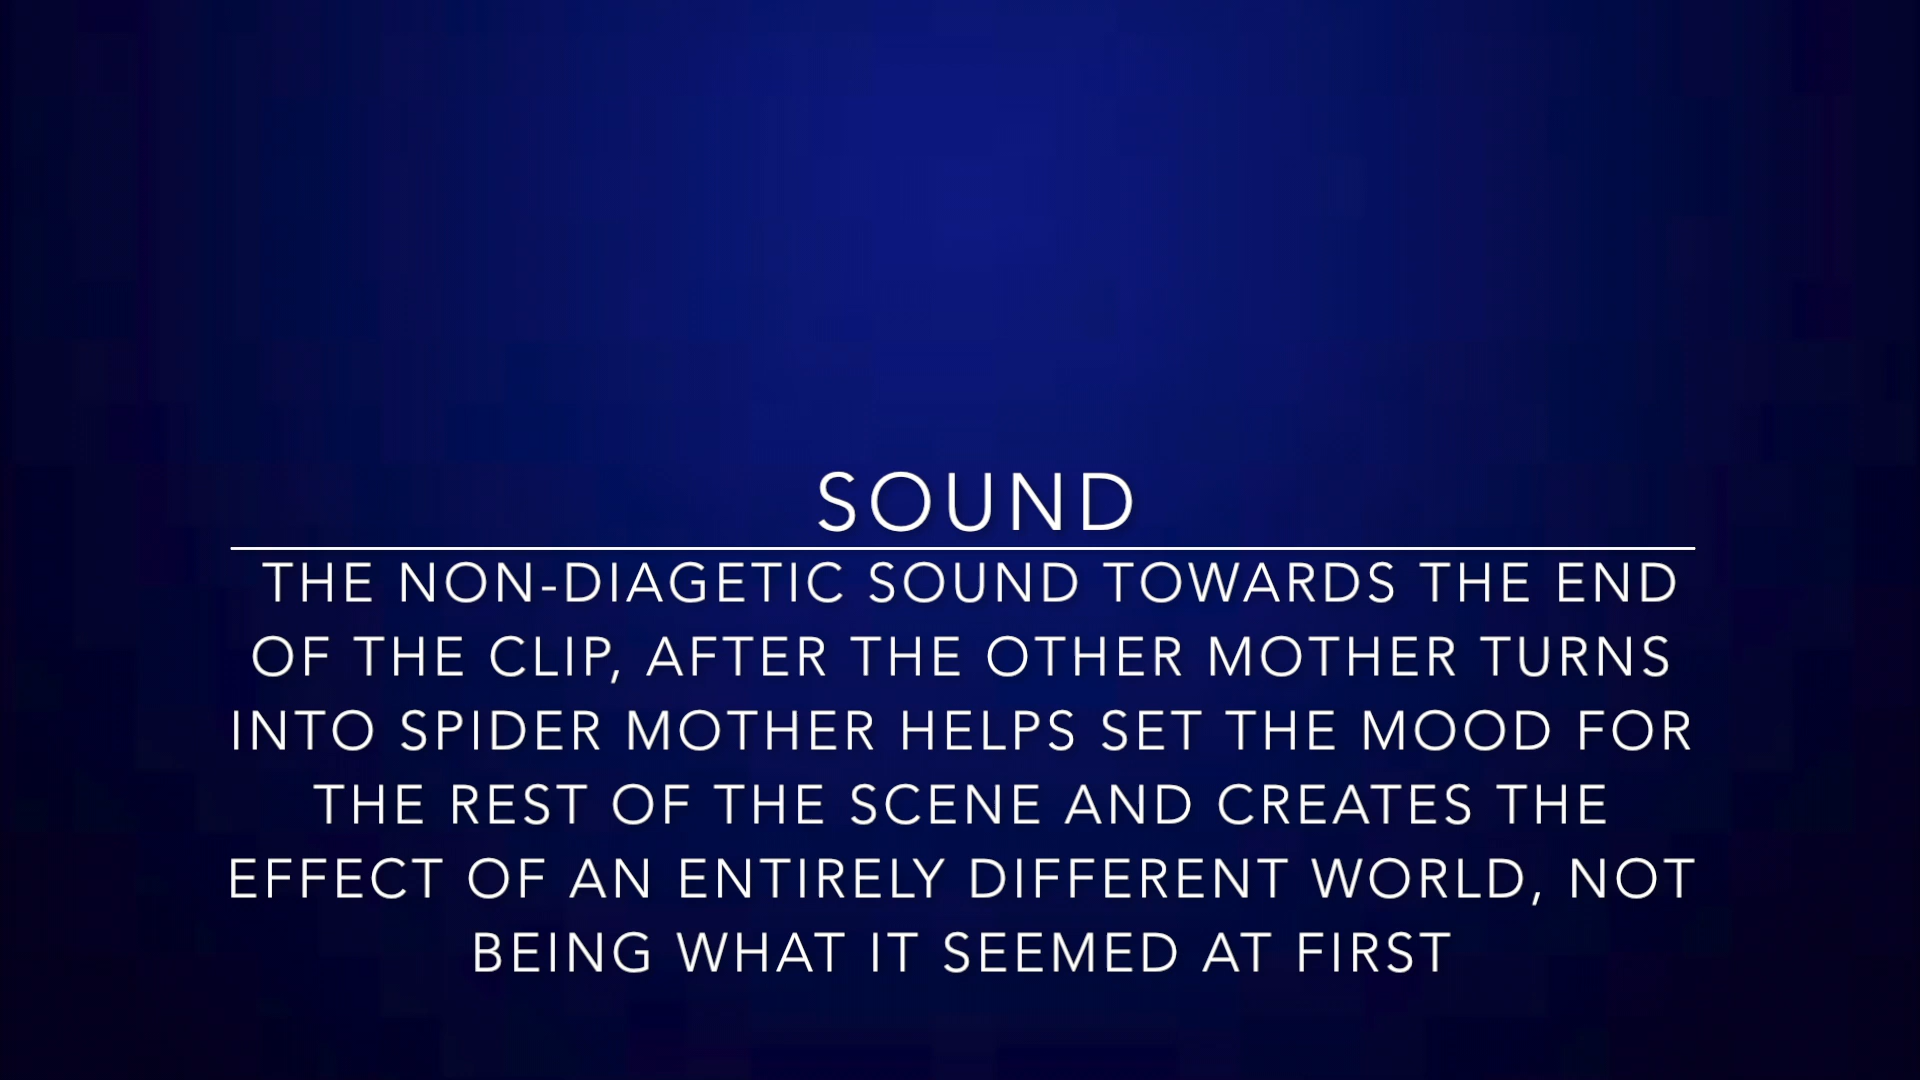 SOUND
THE NON-DIAGETIC SOUND TOWARDS THE END
OF THE CLIP, AFTER THE OTHER MOTHER TURNS
INTO SPIDER MOTHER HELPS SET THE MOOD FOR
THE REST OF THE SCENE AND CREATES THE
EFFECT OF AN ENTIRELY DIFFERENT WORLD, NOT
BEING WHAT IT SEEMED AT FIRST